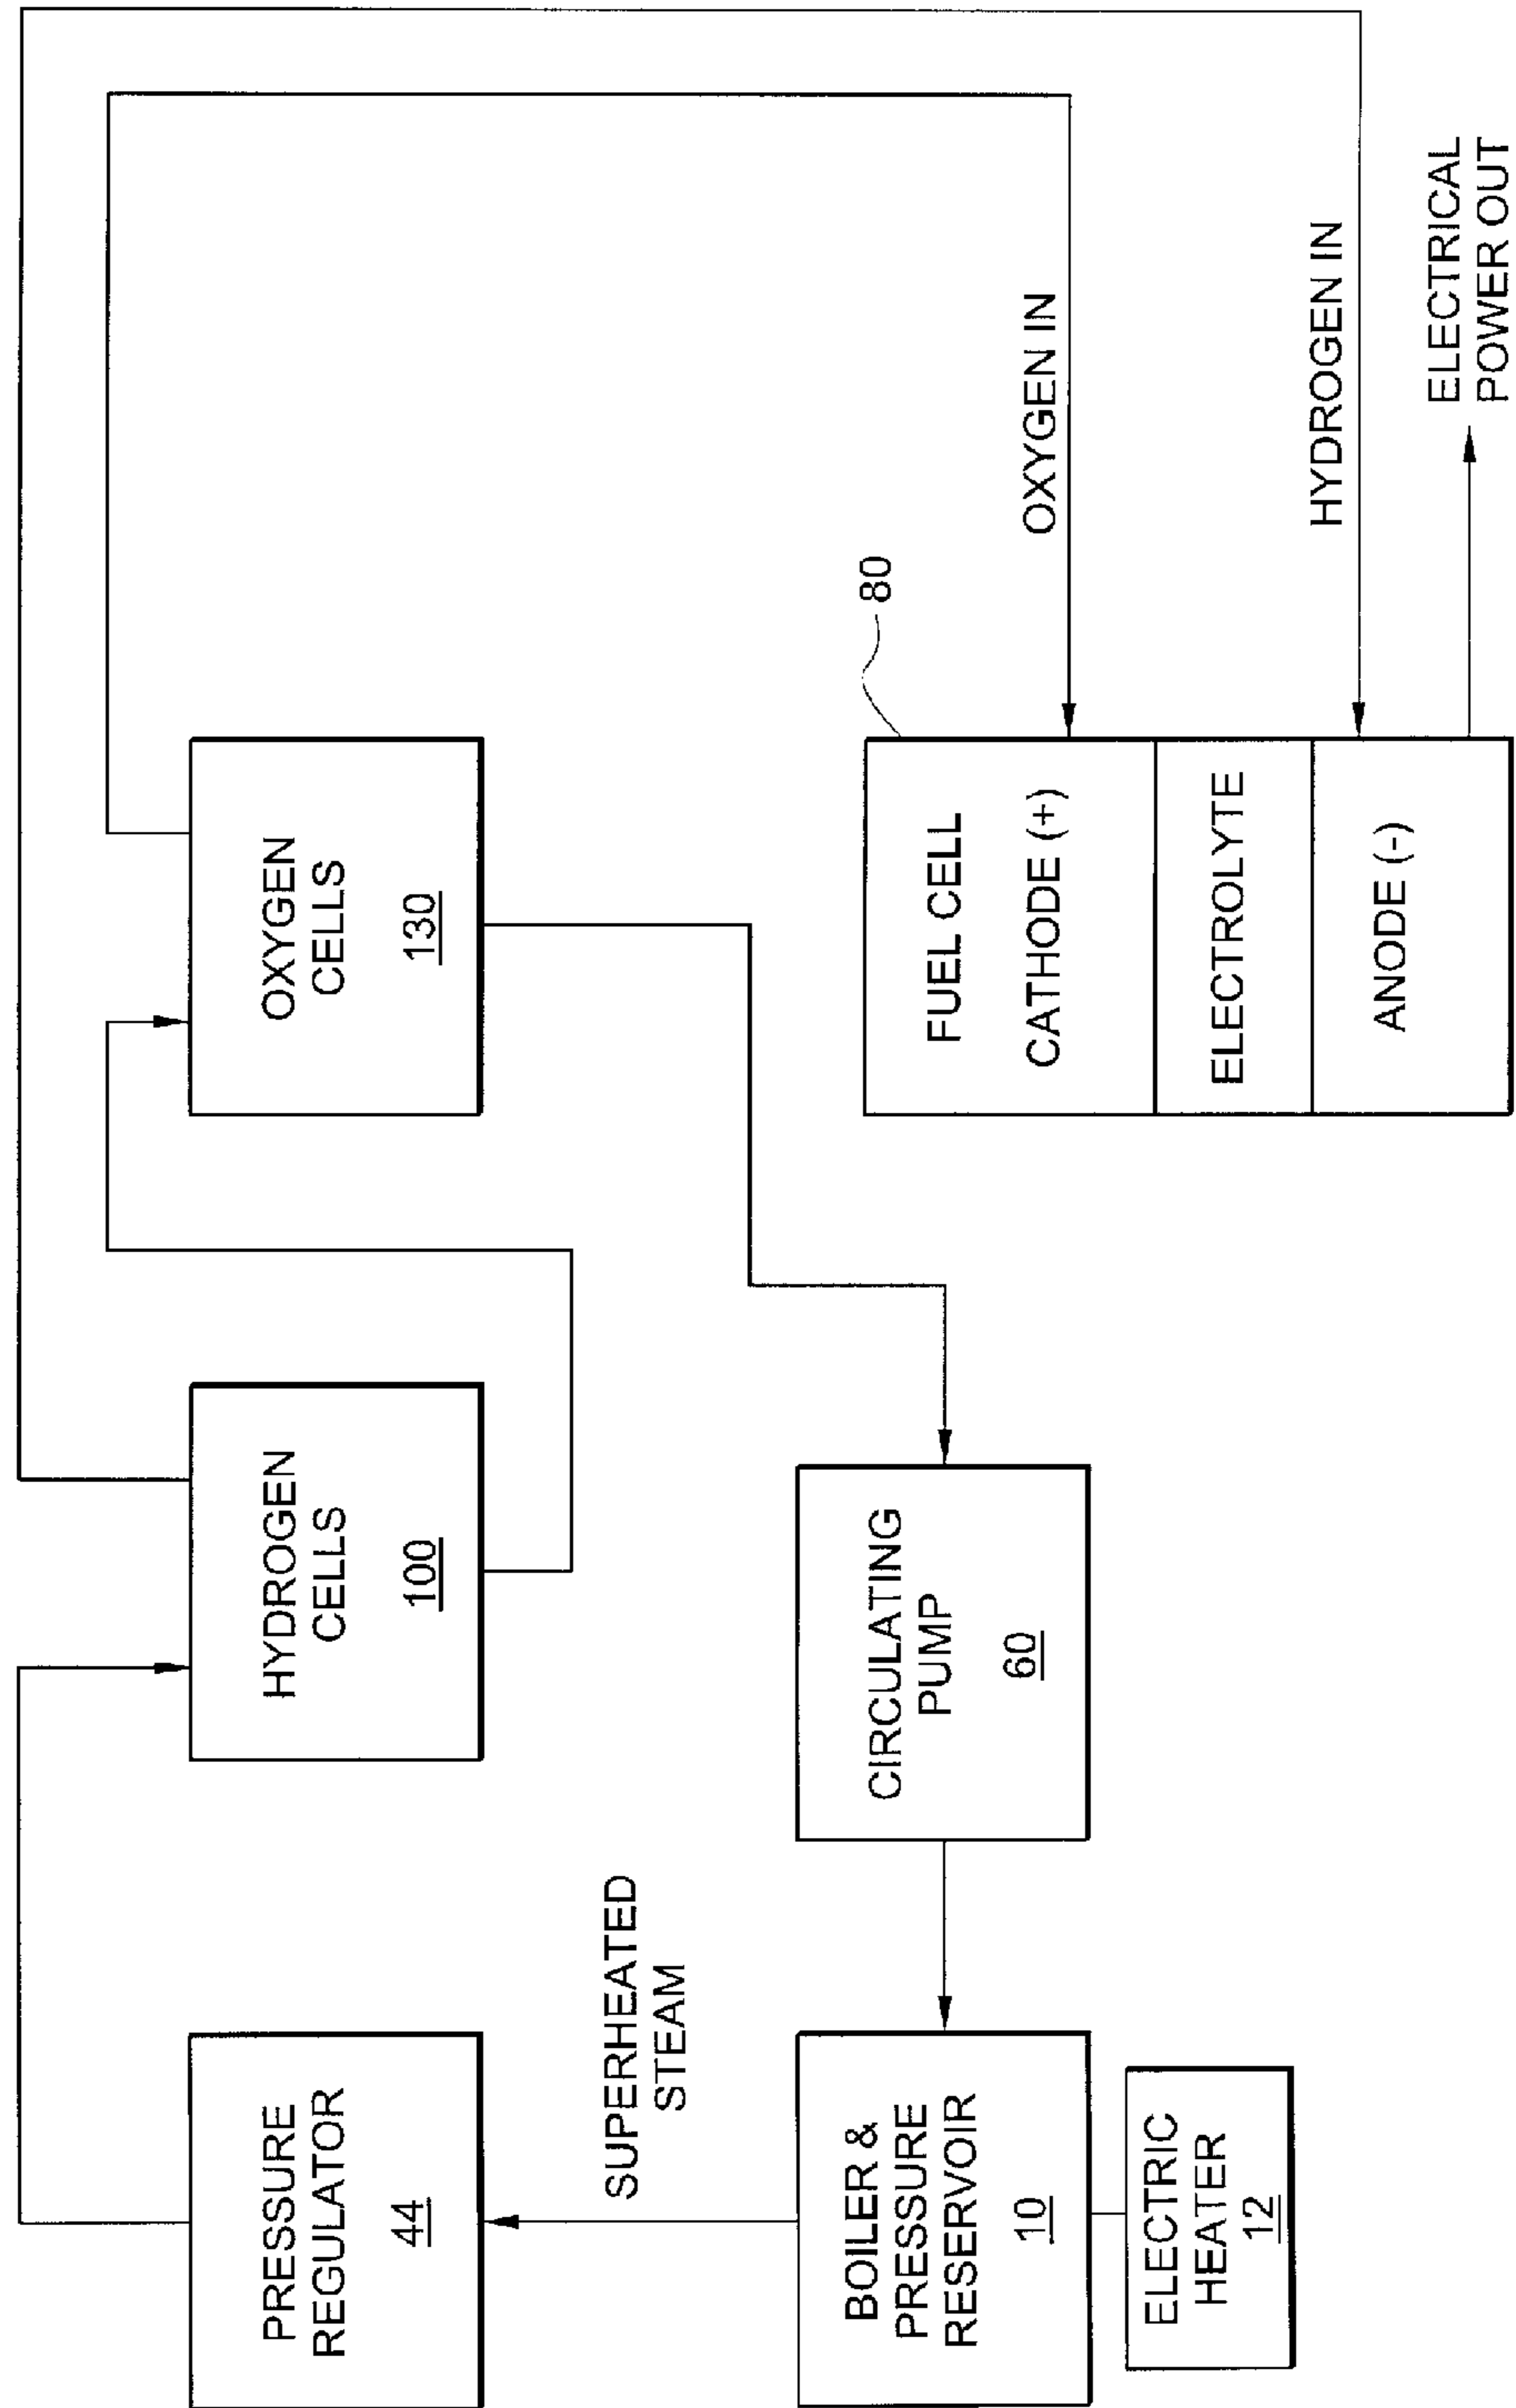 PRESSURE
REGULATOR
44
HYDROGEN
CELLS
100
OXYGEN
CELLS
130
SUPERHEATED
STEAM
BOILER &
PRESSURE
RESERVOIR
10
ELECTRIC
HEATER
12
CIRCULATING
PUMP
60
80
FUEL CELL
CATHODE (+)
ELECTROLYTE
ANODE (-)
OXYGEN IN
HYDROGEN IN
ELECTRICAL
POWER OUT